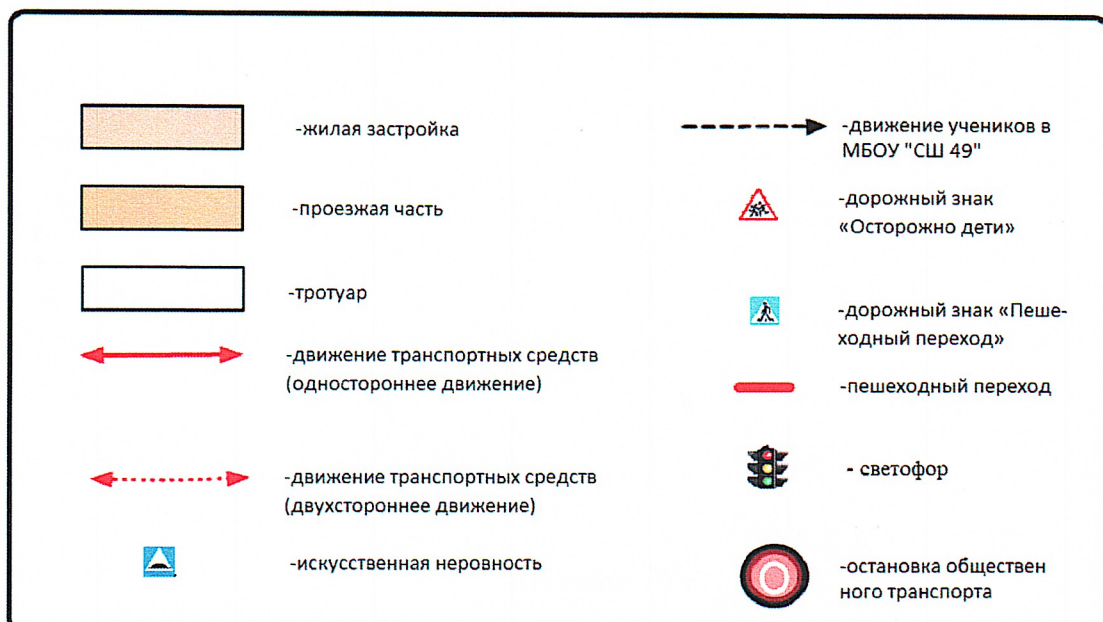 -жилая застройка
-проезжая часть
-тротуар
-движение транспортных средств
(одностороннее движение)
-движение транспортных средств
(двухстороннее движение)
-искусственная неровность
-движение учеников в
МБОУ "СШ 49"
-дорожный знак
«Осторожно дети»
-дорожный знак «Пеше-
ходный переход»
-пешеходный переход
- светофор
-остановка обществен
ного транспорта